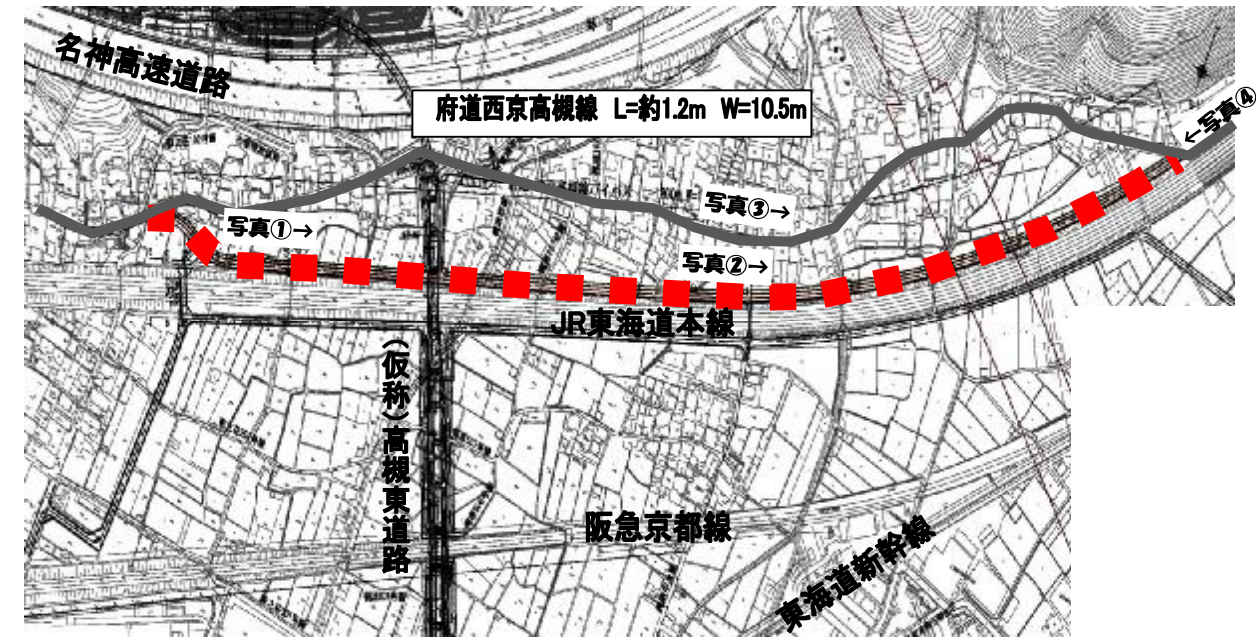 名神高速道路
府道西京高槻線 L=約1.2m W=10.5m
←写真④
写真①→
写真③→
写真②→
JR東海道本線
(仮称)高槻東道路
阪急京都線
東海道新幹線